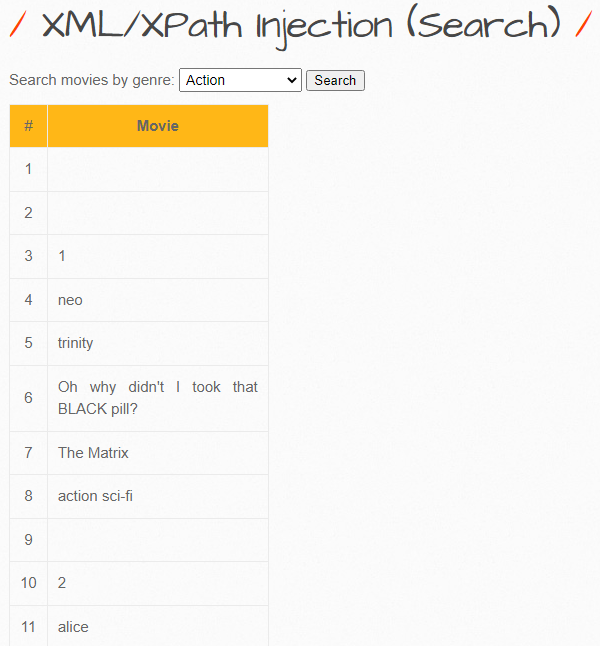 / XML/XPath Injection (Search) /
Search movies by genre: Action Search
# Movie
1
2
3 1
4 neo
5 trinity
6 Oh why didn't I took that
BLACK pill?
7 The Matrix
8 action sci-fi
9
10 2
11 alice